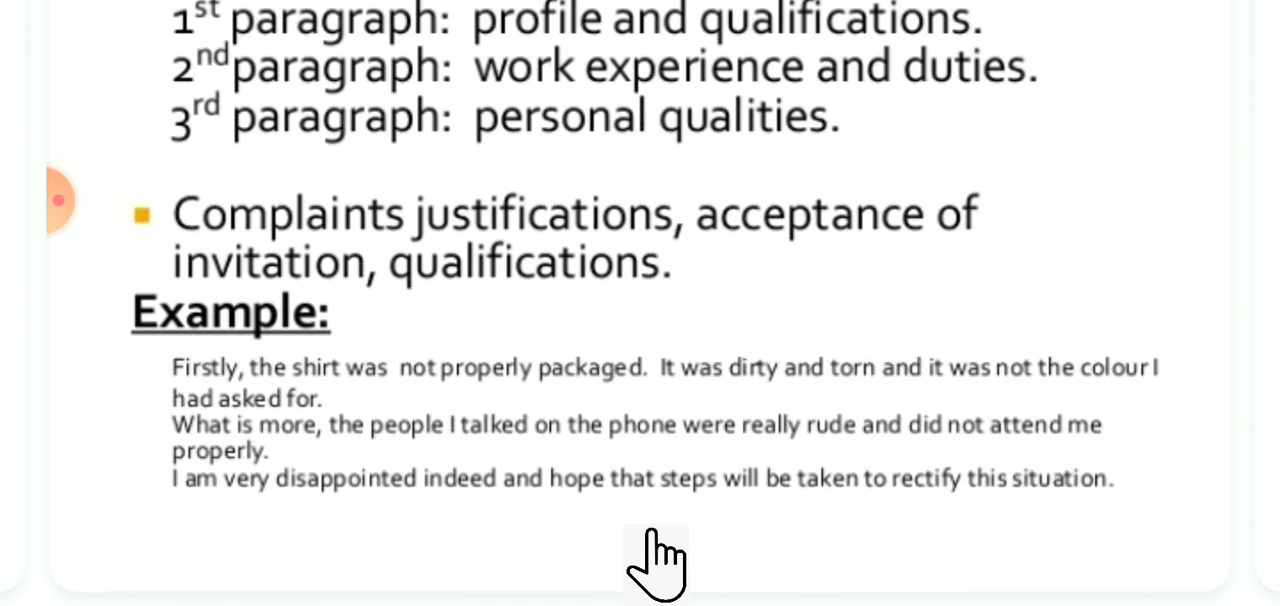 1st paragraph: profile and qualifications.
2nd paragraph: work experience and duties.
3rd paragraph: personal qualities.
Complaints justifications, acceptance of
invitation, qualifications.
Example:
Firstly, the shirt was not properly packaged. It was dirty and torn and it was not the colour I
had asked for.
What is more, the people I talked on the phone were really rude and did not attend me
properly.
I am very disappointed indeed and hope that steps will be taken to rectify this situation.